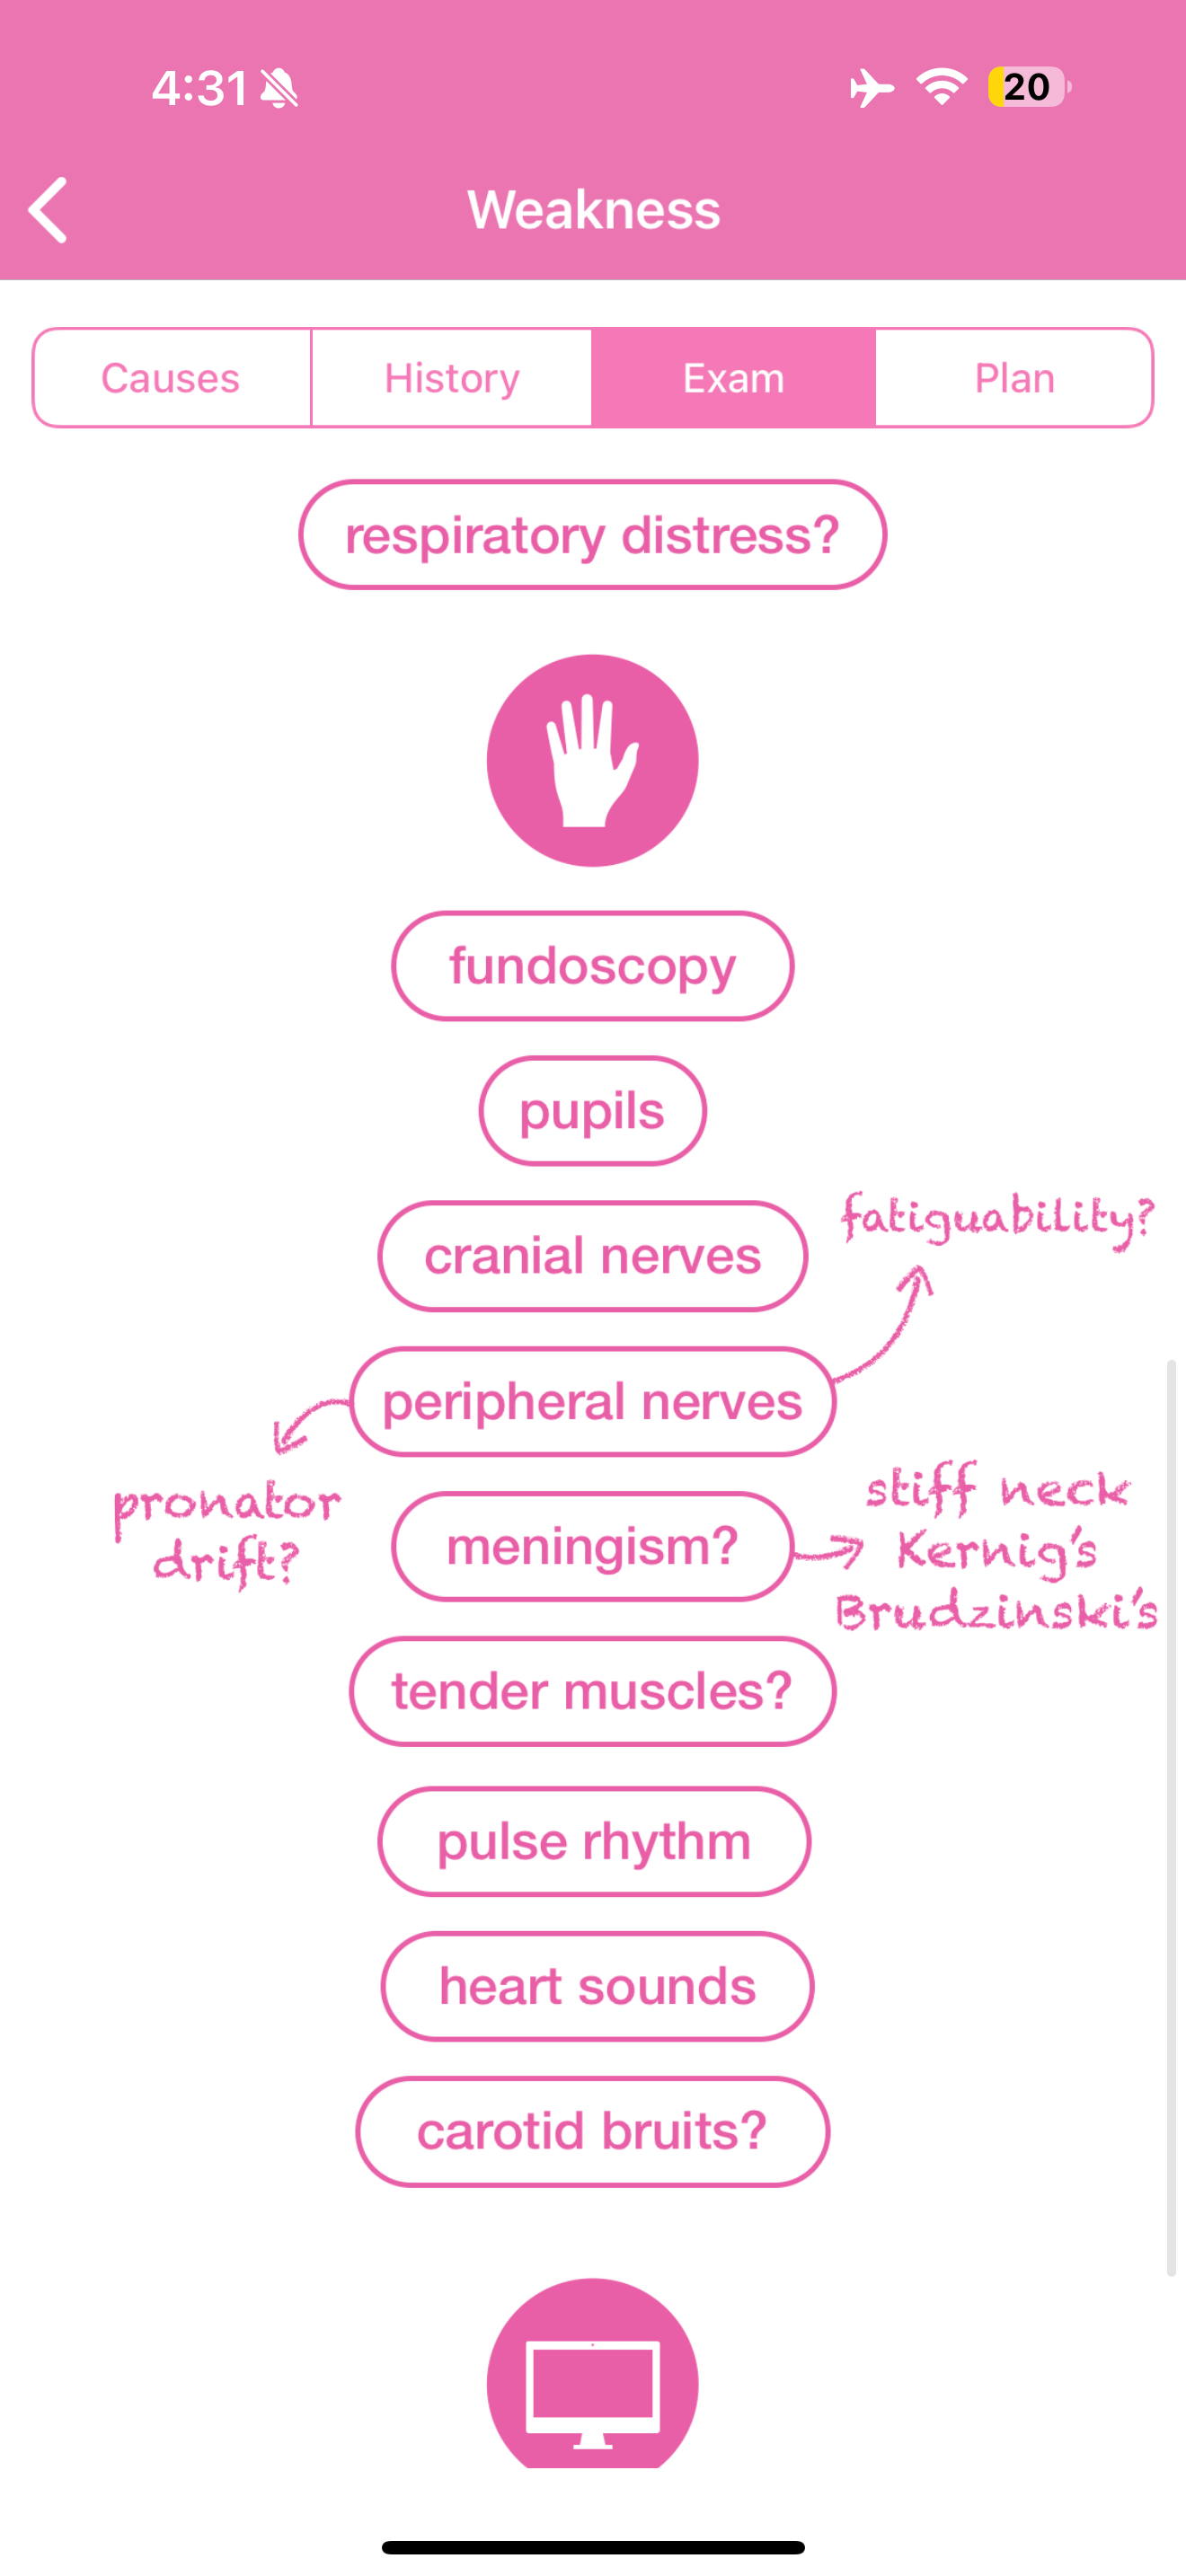 4:31
20
Weakness
Causes History Exam Plan
respiratory distress?
fundoscopy
pupils
cranial nerves
fatiguability?
peripheral nerves
pronator
drift?
meningism?
stiff neck
Kernig's
Brudzinski's
tender muscles?
pulse rhythm
heart sounds
carotid bruits?